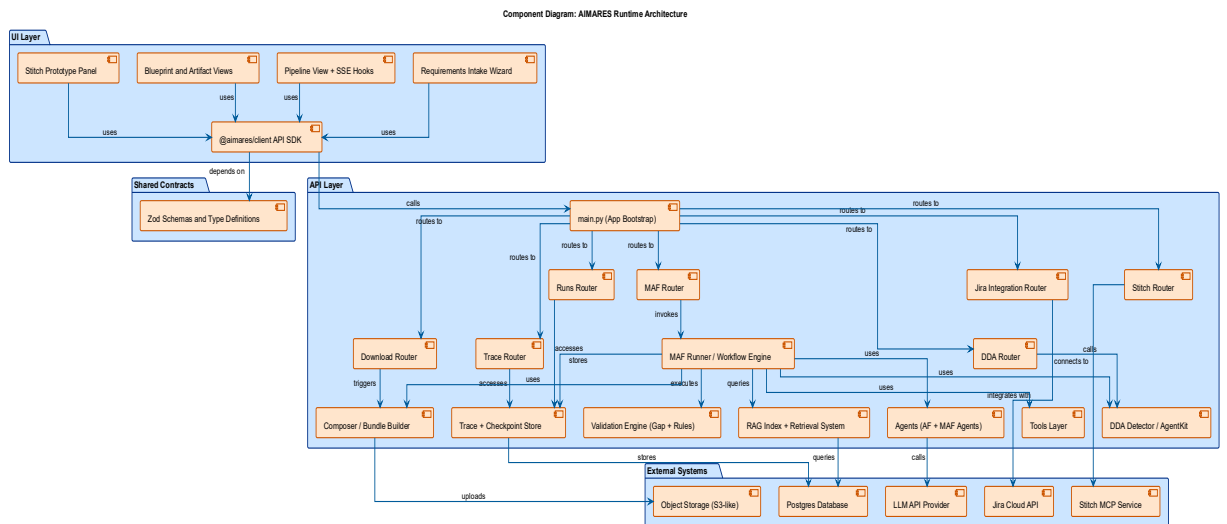 Component Diagram: AIMARES Runtime Architecture
UI Layer
Stitch Prototype Panel
Blueprint and Artifact Views
Pipeline View + SSE Hooks
Requirements Intake Wizard
uses
uses
uses
uses
@aimares/client API SDK
depends on
Shared Contracts
Zod Schemas and Type Definitions
API Layer
calls
main.py (App Bootstrap)
routes to
routes to
routes to
routes to
routes to
routes to
routes to
Runs Router
MAF Router
Jira Integration Router
Stitch Router
invokes
Download Router
Trace Router
MAF Runner / Workflow Engine
DDA Router
accesses
stores
uses
calls
connects to
triggers
accesses
uses
executes
queries
uses
uses
integrates with
Composer / Bundle Builder
Trace + Checkpoint Store
Validation Engine (Gap + Rules)
RAG Index + Retrieval System
Agents (AF + MAF Agents)
Tools Layer
DDA Detector / AgentKit
stores
queries
calls
External Systems
uploads
Object Storage (S3-like)
Postgres Database
LLM API Provider
Jira Cloud API
Stitch MCP Service